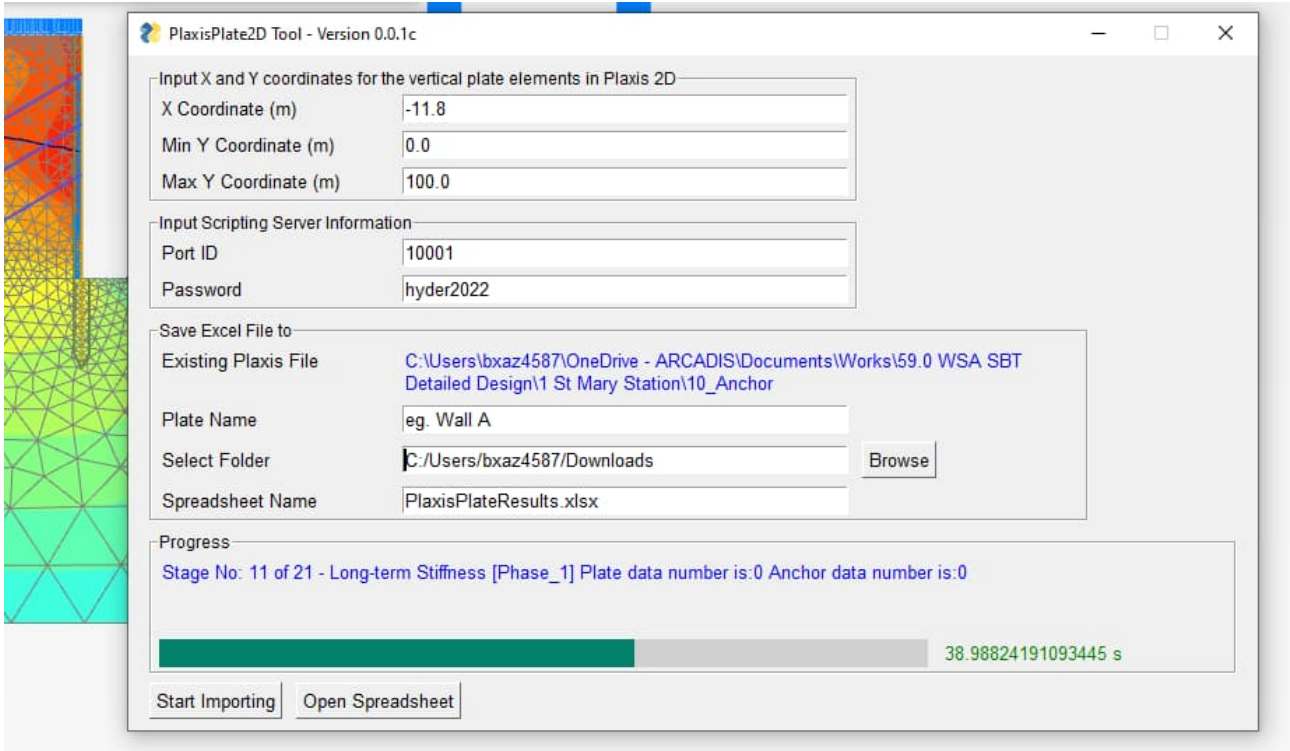 PlaxisPlate2D Tool - Version 0.0.1c
Input X and Y coordinates for the vertical plate elements in Plaxis 2D
X Coordinate (m) -11.8
Min Y Coordinate (m) 0.0
Max Y Coordinate (m) 100.0
Input Scripting Server Information
Port ID 10001
Password hyder2022
Save Excel File to
Existing Plaxis File C:\Users\bxaz4587\OneDrive - ARCADIS\Documents\Works\59.0 WSA SBT
Detailed Design\1 St Mary Station\10_Anchor
Plate Name eg. Wall A
Select Folder C:/Users/bxaz4587/Downloads Browse
Spreadsheet Name PlaxisPlateResults.xlsx
Progress
Stage No: 11 of 21 - Long-term Stiffness [Phase_1] Plate data number is:0 Anchor data number is:0
38.98824191093445 s
Start Importing Open Spreadsheet